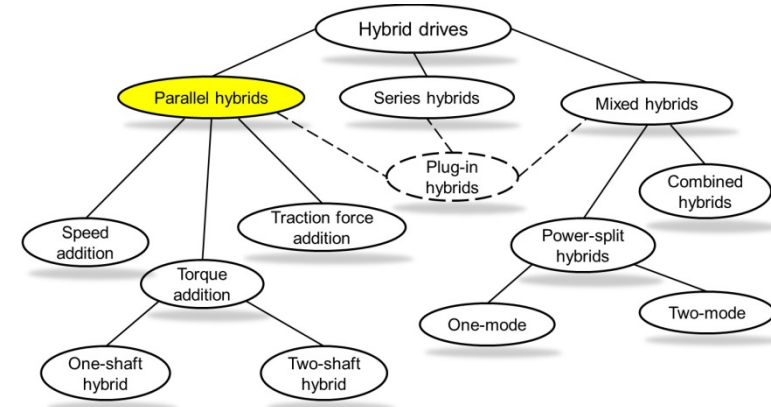 Hybrid drives
Parallel hybrids
Series hybrids
Mixed hybrids
Plug-in
hybrids
Combined
hybrids
Speed
addition
Traction force
addition
Power-split
hybrids
Torque
addition
One-mode
Two-mode
One-shaft
hybrid
Two-shaft
hybrid